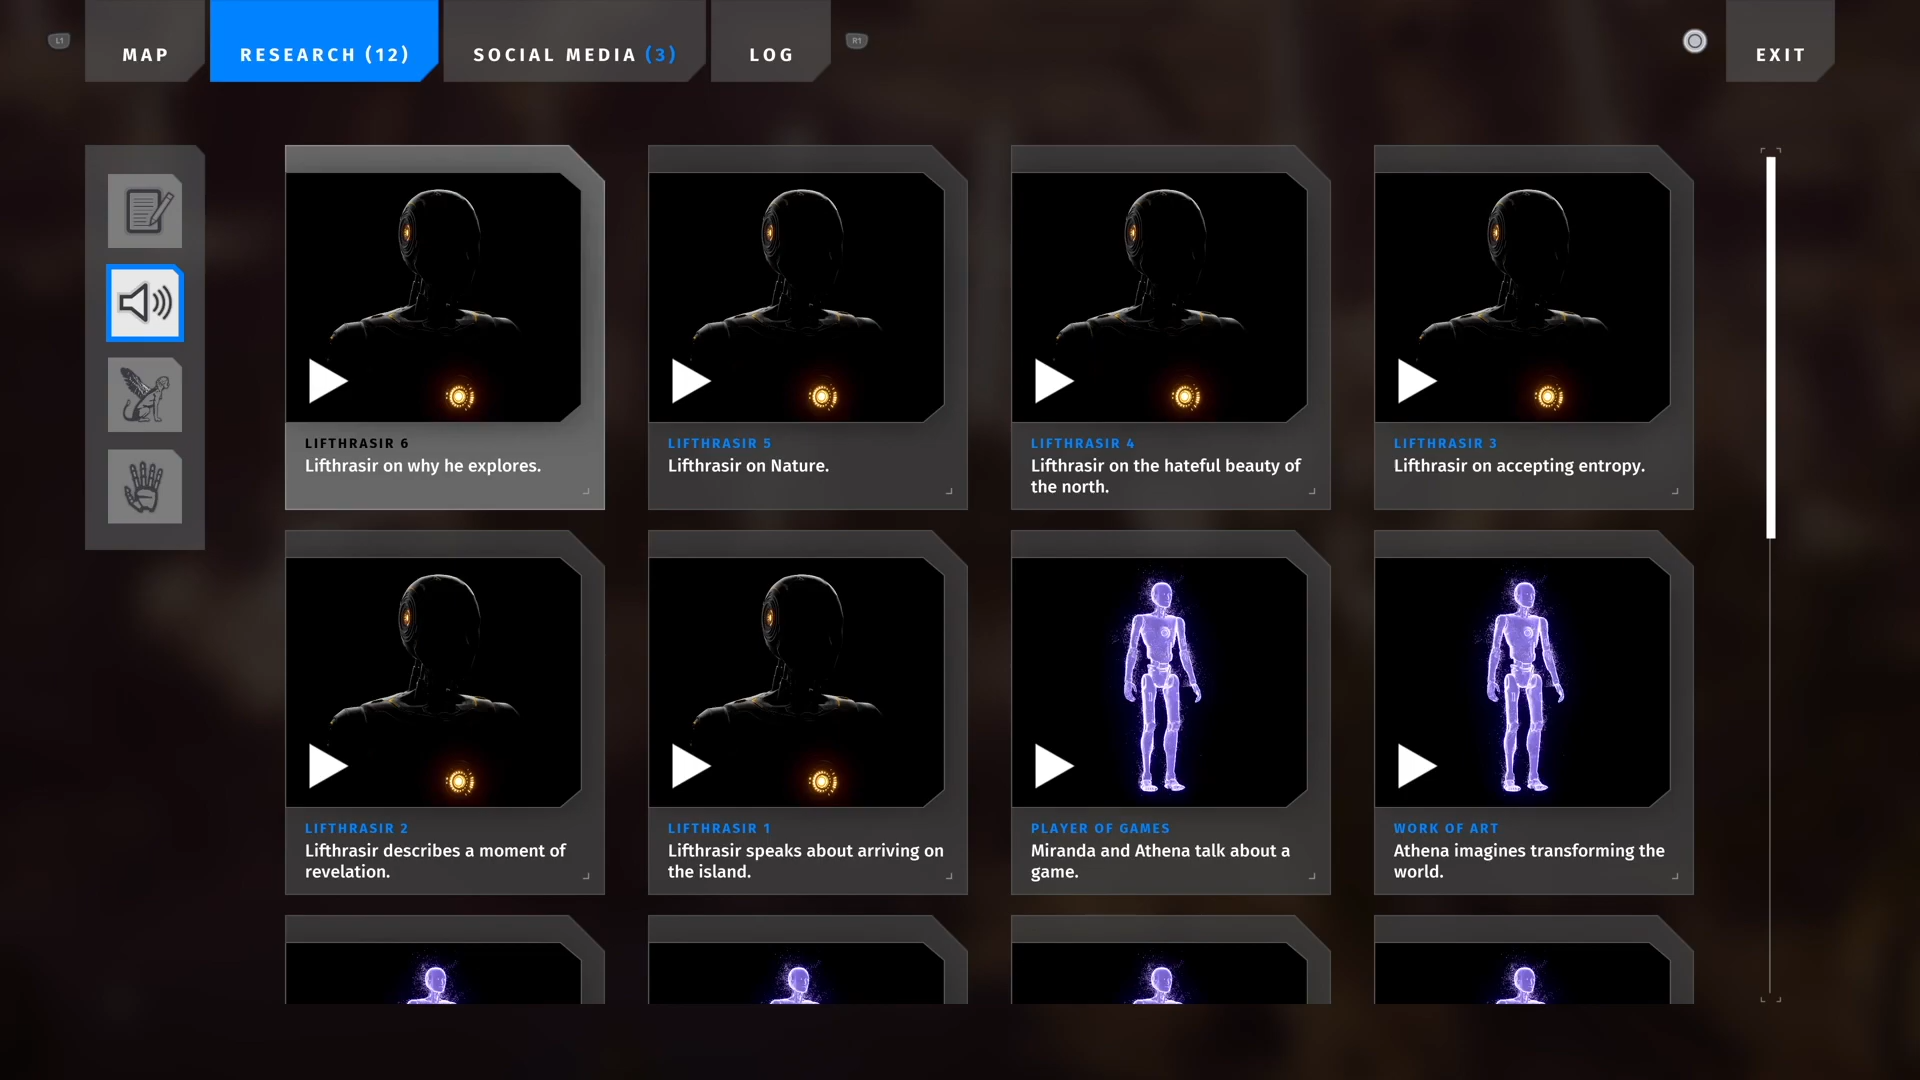 L1
MAP
RESEARCH (12)
SOCIAL MEDIA (3)
LOG
R1
EXIT
LIFTHRASIR 6
Lifthrasir on why he explores.
LIFTHRASIR 5
Lifthrasir on Nature.
LIFTHRASIR 4
Lifthrasir on the hateful beauty of
the north.
LIFTHRASIR 3
Lifthrasir on accepting entropy.
LIFTHRASIR 2
Lifthrasir describes a moment of
revelation.
LIFTHRASIR 1
Lifthrasir speaks about arriving on
the island.
PLAYER OF GAMES
Miranda and Athena talk about a
game.
WORK OF ART
Athena imagines transforming the
world.